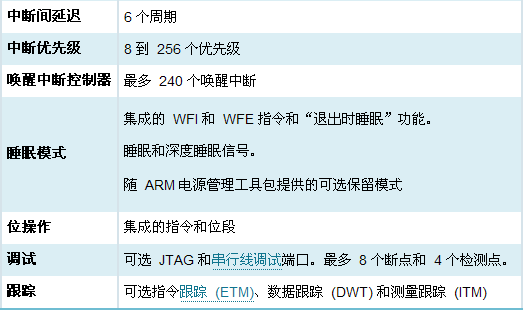 中断间延迟 6 个周期
中断优先级 8 到 256 个优先级
唤醒中断控制器 最多 240 个唤醒中断
集成的 WFI 和 WFE 指令和“退出时睡眠”功能。
睡眠模式 睡眠和深度睡眠信号。
随 ARM 电源管理工具包提供的可选保留模式
位操作 集成的指令和位段
调试 可选 JTAG 和串行线调试端口。最多 8 个断点和 4 个检测点。
跟踪 可选指令跟踪 (ETM)、数据跟踪 (DWT) 和测量跟踪 (ITM)